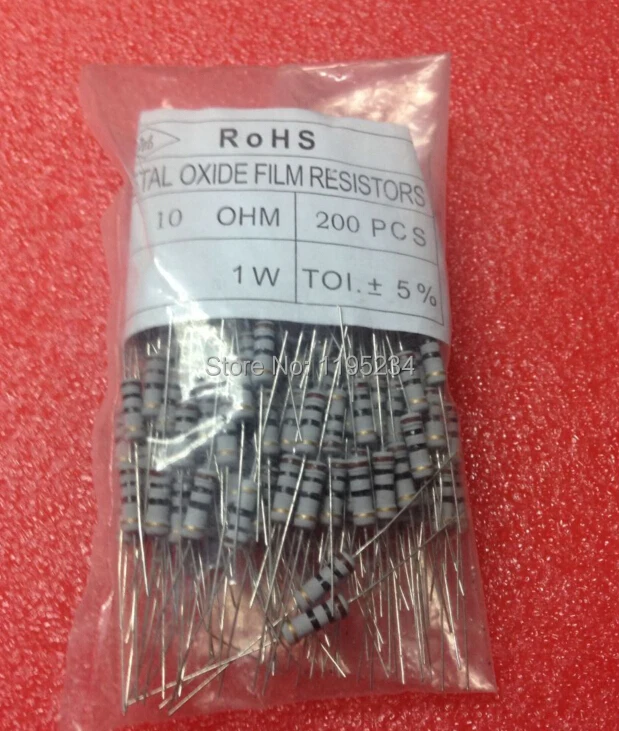 RoHS
TAL OXIDE FILM RESISTORS
10 OHM 200 PCS
1W TOI.± 5%
Store No: 1195234